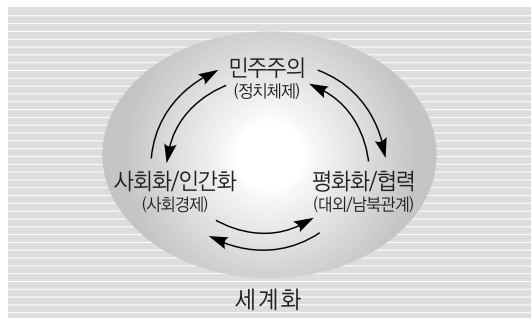 민주주의
(정치체제)
사회화/인간화
(사회경제)
평화화/협력
(대외/남북관계)
세계화